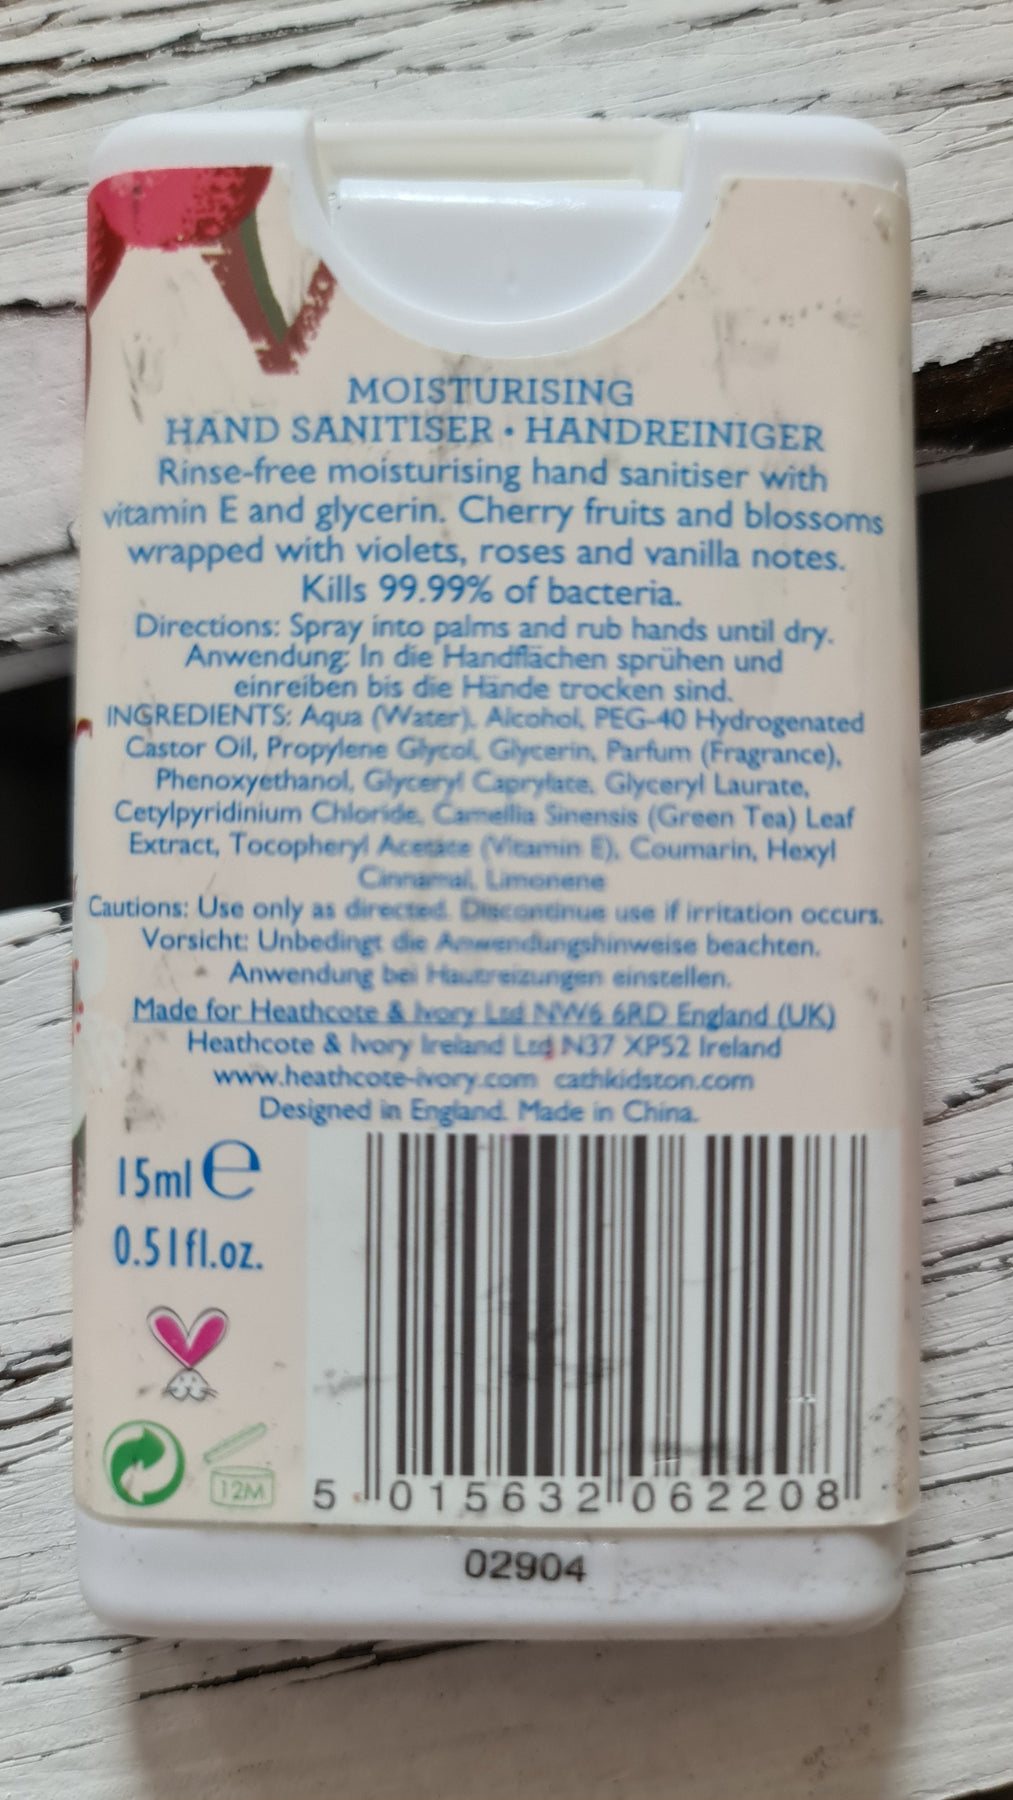 MOISTURISING
HAND SANITISER • HANDREINIGER
Rinse-free moisturising hand sanitiser with
vitamin E and glycerin. Cherry fruits and blossoms
wrapped with violets, roses and vanilla notes.
Kills 99.99% of bacteria.
Directions: Spray into palms and rub hands until dry.
Anwendung: In die Handflächen sprühen und
einreiben bis die Hände trocken sind.
INGREDIENTS: Aqua (Water), Alcohol, PEG-40 Hydrogenated
Castor Oil, Propylene Glycol, Glycerin, Parfum (Fragrance),
Phenoxyethanol, Glyceryl Caprylate, Glyceryl Laurate,
Cetylpyridinium Chloride, Camellia Sinensis (Green Tea) Leaf
Extract, Tocopheryl Acetate (Vitamin E), Coumarin, Hexyl
Cinnamal, Limonene
Cautions: Use only as directed. Discontinue use if irritation occurs.
Vorsicht: Unbedingt die Anwendungshinweise beachten.
Anwendung bei Hautreizungen einstellen.
Made for Heathcote & Ivory Ltd NW6 6RD England (UK)
Heathcote & Ivory Ireland Ltd N37 XP52 Ireland
www.heathcote-ivory.com cathkidston.com
Designed in England. Made in China.
15ml e
0.51fl.oz.
12M
5 015632 062208
02904